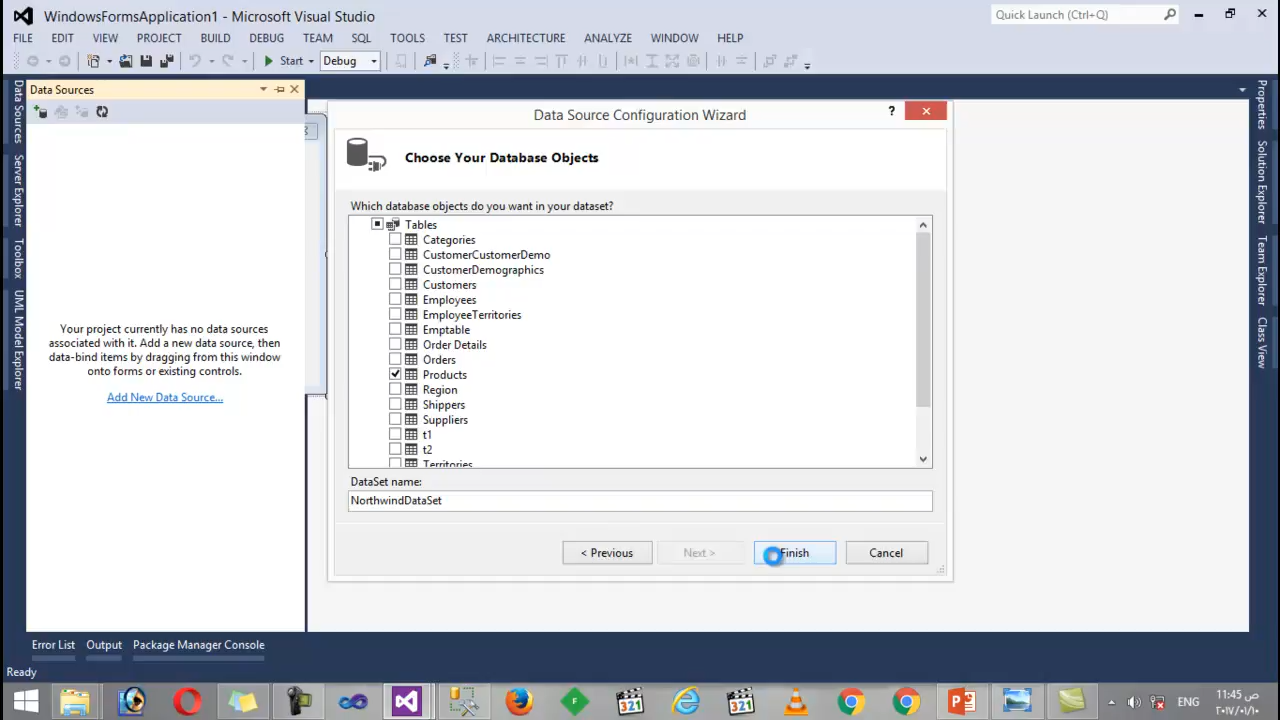 WindowsFormsApplication1 - Microsoft Visual Studio
Quick Launch (Ctrl+Q)
FILE EDIT VIEW PROJECT BUILD DEBUG TEAM SQL TOOLS TEST ARCHITECTURE ANALYZE WINDOW HELP
Start Debug
Data Sources
Data Sources
Server Explorer
Toolbox
UML Model Explorer
Your project currently has no data sources
associated with it. Add a new data source, then
data-bind items by dragging from this window
onto forms or existing controls.
Add New Data Source...
Data Source Configuration Wizard
?
Choose Your Database Objects
Which database objects do you want in your dataset?
Tables
Categories
CustomerCustomerDemo
CustomerDemographics
Customers
Employees
EmployeeTerritories
Emptable
Order Details
Orders
Products
Region
Shippers
Suppliers
t1
t2
Territories
DataSet name:
NorthwindDataSet
< Previous
Next >
Finish
Cancel
Properties
Solution Explorer
Team Explorer
Class View
Error List Output Package Manager Console
Ready
F
321
321
ENG
11:45 ص
٢٠١٧/٠١/١٠